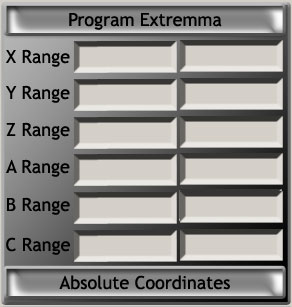 Program Extremma
X Range
Y Range
Z Range
A Range
B Range
C Range
Absolute Coordinates